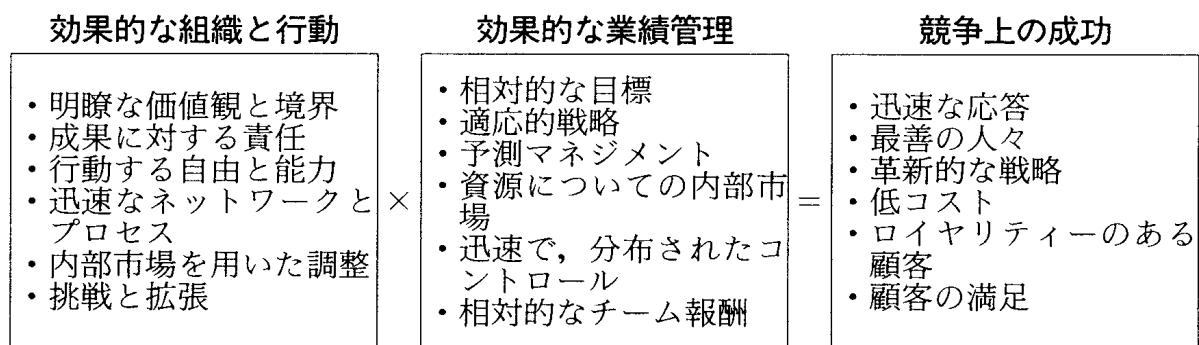 効果的な組織と行動
・明瞭な価値観と境界
・成果に対する責任
・行動する自由と能力
・迅速なネットワークと
プロセス
・内部市場を用いた調整
・挑戦と拡張
×
効果的な業績管理
・相対的な目標
・適応的戦略
・予測マネジメント
・資源についての内部市
場
・迅速で，分布されたコ
ントロール
・相対的なチーム報酬
=
競争上の成功
・迅速な応答
・最善の人々
・革新的な戦略
・低コスト
・ロイヤリティーのある
顧客
・顧客の満足